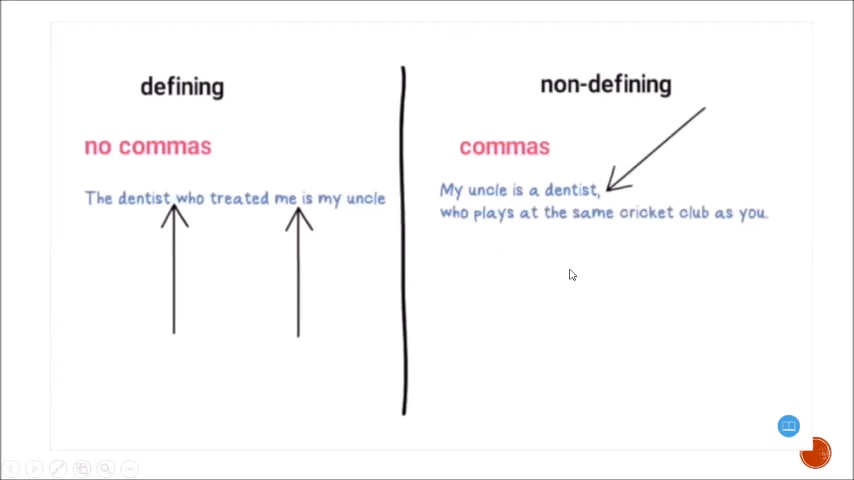 defining
no commas
The dentist who treated me is my uncle
non-defining
commas
My uncle is a dentist,
who plays at the same cricket club as you.